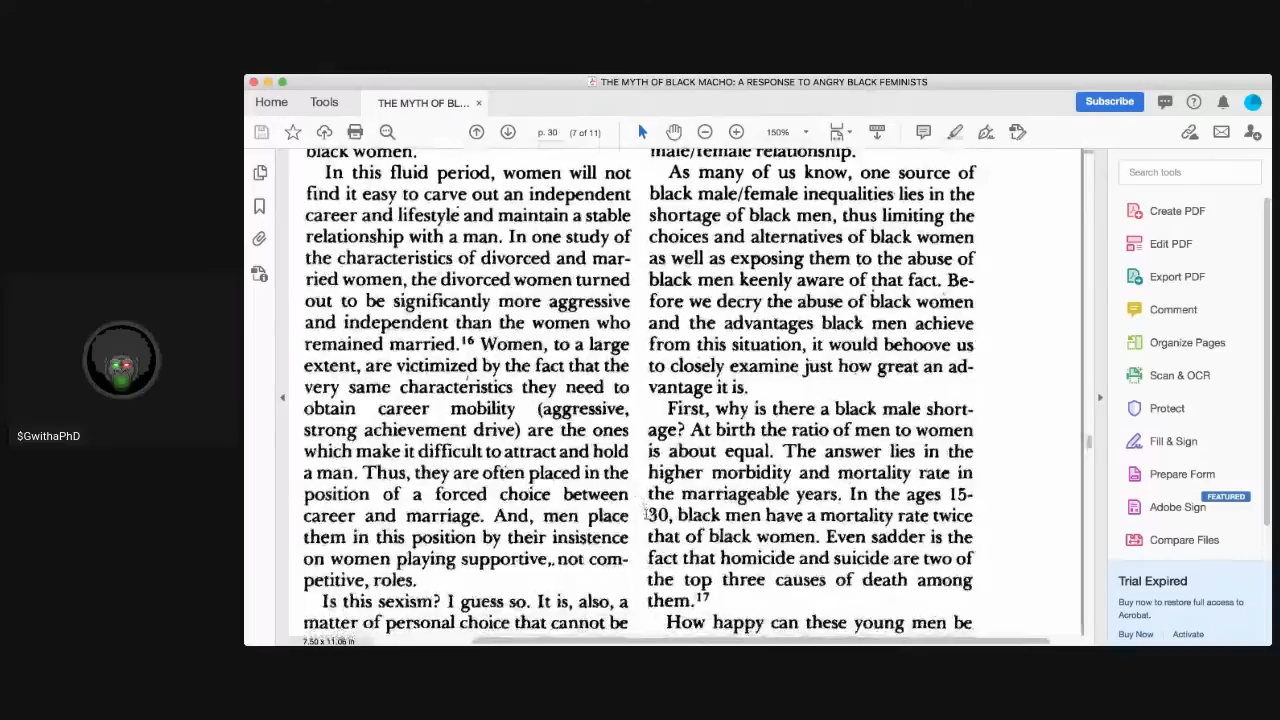 THE MYTH OF BLACK MACHO: A RESPONSE TO ANGRY BLACK FEMINISTS
Home Tools THE MYTH OF BL... × Subscribe
p. 30 (7 of 11) 150%
black women.
In this fluid period, women will not
find it easy to carve out an independent
career and lifestyle and maintain a stable
relationship with a man. In one study of
the characteristics of divorced and mar-
ried women, the divorced women turned
out to be significantly more aggressive
and independent than the women who
remained married.16 Women, to a large
extent, are victimized by the fact that the
very same characteristics they need to
obtain career mobility (aggressive,
strong achievement drive) are the ones
which make it difficult to attract and hold
a man. Thus, they are often placed in the
position of a forced choice between
career and marriage. And, men place
them in this position by their insistence
on women playing supportive, not com-
petitive, roles.
Is this sexism? I guess so. It is, also, a
matter of personal choice that cannot be
male/female relationship.
As many of us know, one source of
black male/female inequalities lies in the
shortage of black men, thus limiting the
choices and alternatives of black women
as well as exposing them to the abuse of
black men keenly aware of that fact. Be-
fore we decry the abuse of black women
and the advantages black men achieve
from this situation, it would behoove us
to closely examine just how great an ad-
vantage it is.
First, why is there a black male short-
age? At birth the ratio of men to women
is about equal. The answer lies in the
higher morbidity and mortality rate in
the marriageable years. In the ages 15-
30, black men have a mortality rate twice
that of black women. Even sadder is the
fact that homicide and suicide are two of
the top three causes of death among
them.17
How happy can these young men be
7.50 x 11.06 in
Search tools
Create PDF
Edit PDF
Export PDF
Comment
Organize Pages
Scan & OCR
Protect
Fill & Sign
Prepare Form
FEATURED
Adobe Sign
Compare Files
Trial Expired
Buy now to restore full access to
Acrobat.
Buy Now Activate
$GwithaPhD